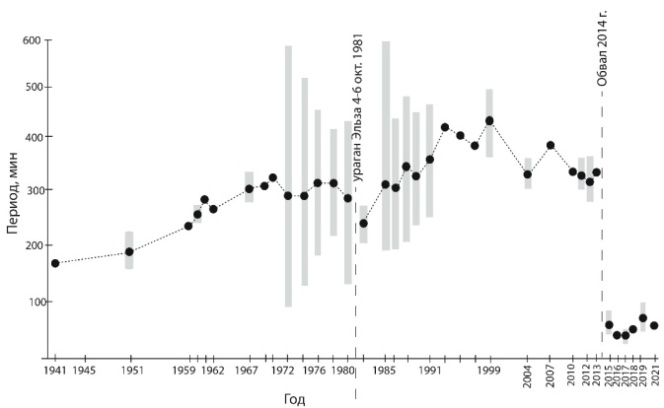 600
500
400
300
200
100
Период, мин
ураган Эльза 4-6 окт. 1981
Обвал 2014 г.
1941 1945 1951 1959 1962 1967 1972 1976 1980 1985 1991 1999 2004 2007 2010 2012 2013 2015 2016 2017 2018 2019 2021
Год